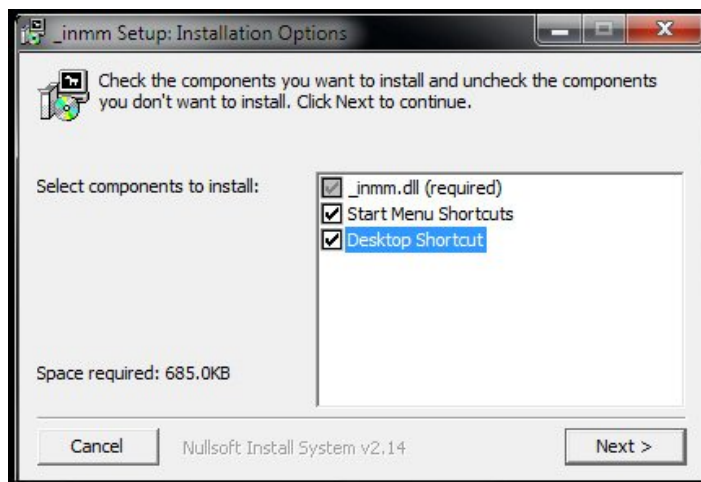 _inmm Setup: Installation Options
Check the components you want to install and uncheck the components
you don't want to install. Click Next to continue.
Select components to install:
_inmm.dll (required)
Start Menu Shortcuts
Desktop Shortcut
Space required: 685.0KB
Cancel
Nullsoft Install System v2.14
Next >